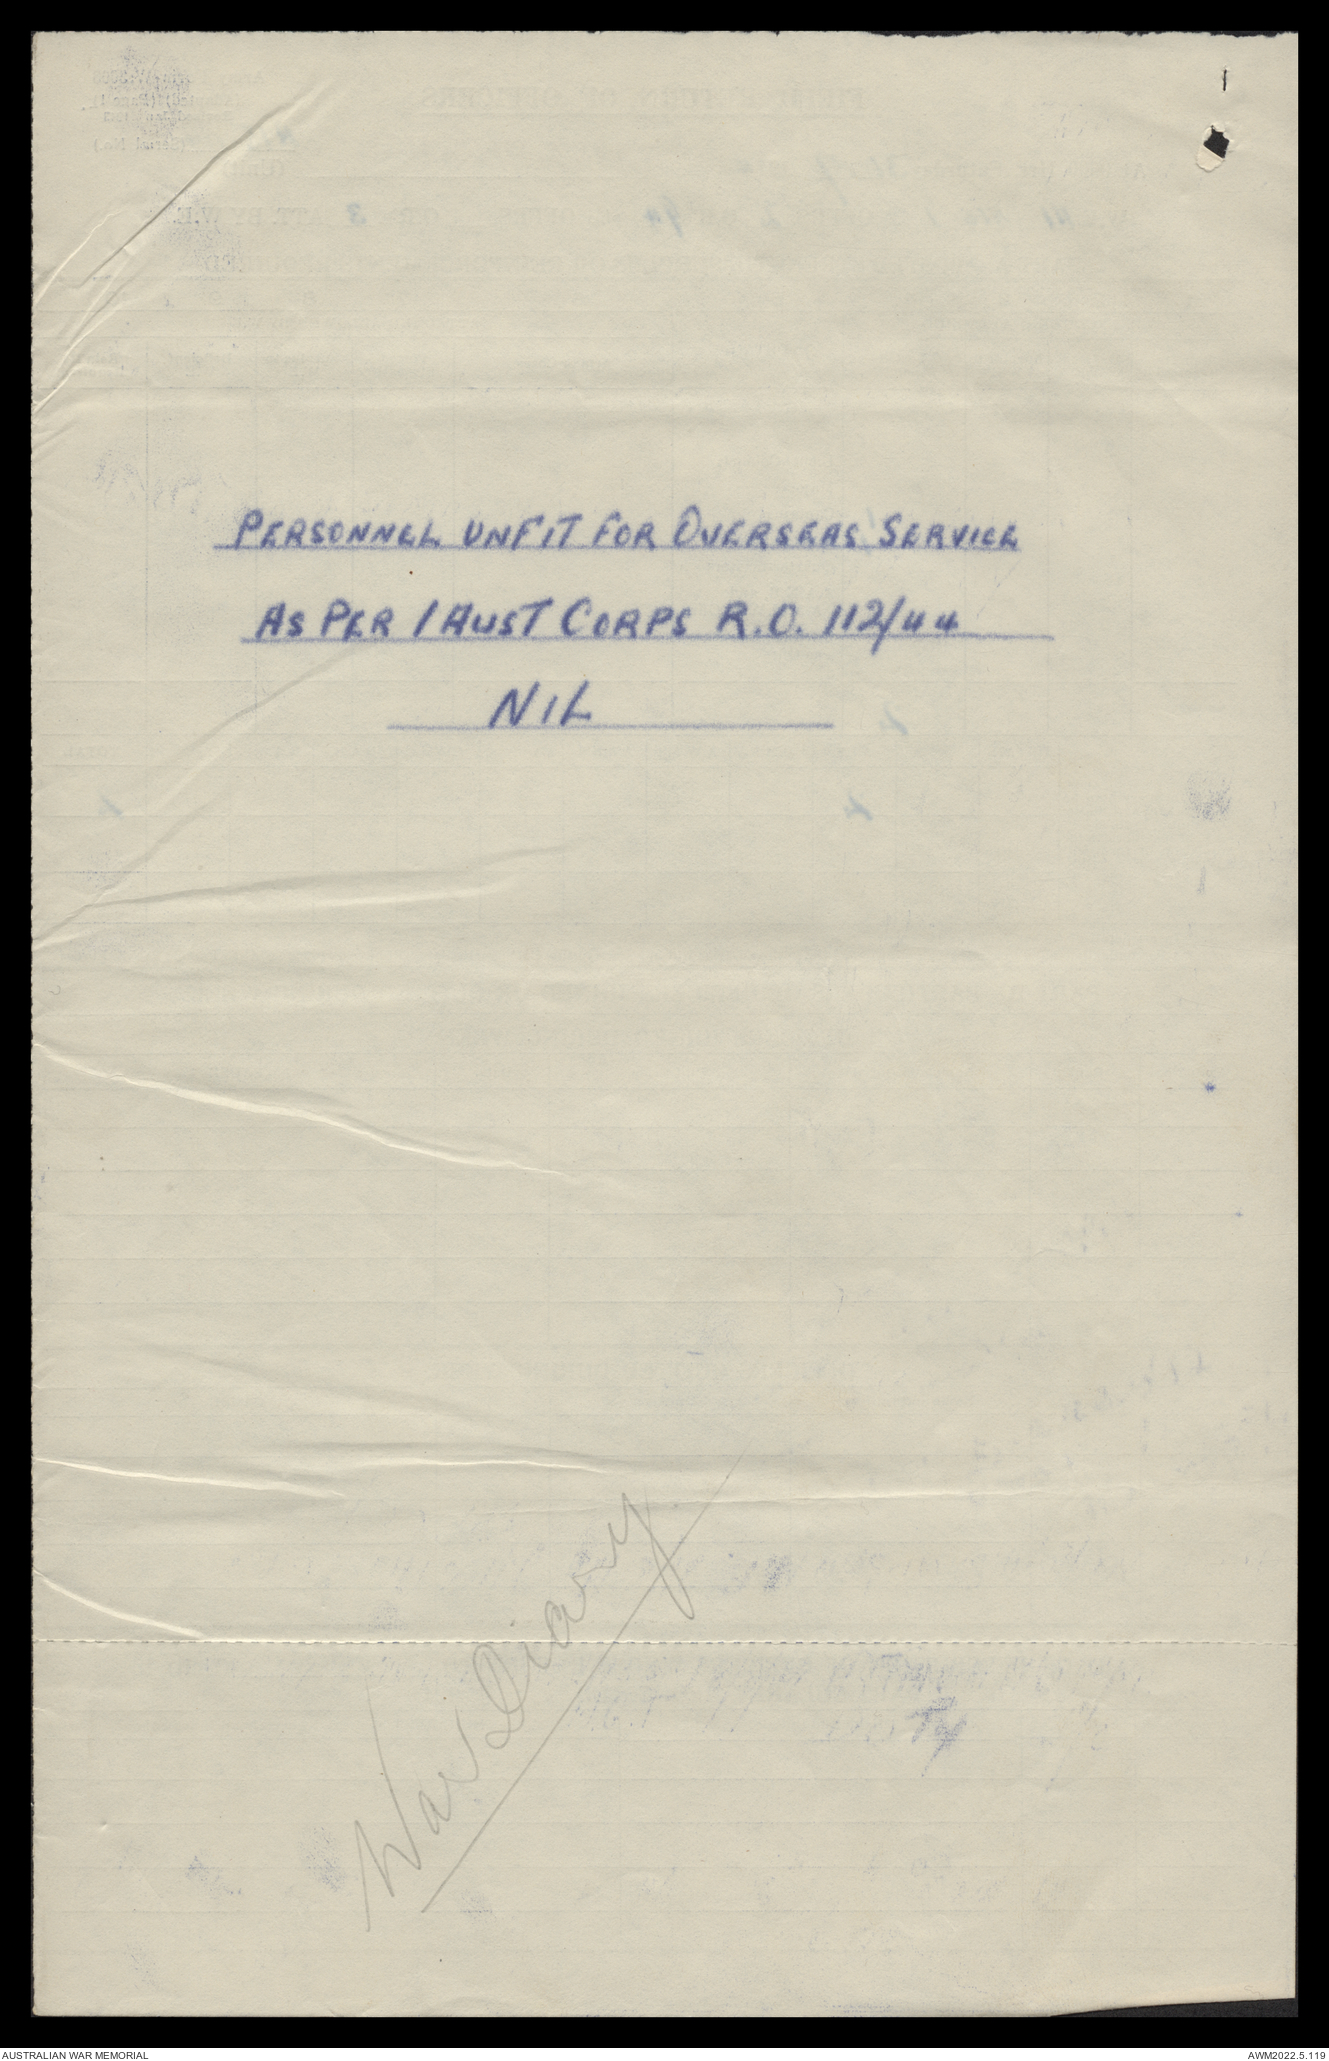 PERSONNEL UNFIT FOR OVERSEAS SERVICE
AS PER 1 AUST CORPS R.O. 112/44
NIL
War Diary
AUSTRALIAN WAR MEMORIAL
AWM2022.5.119